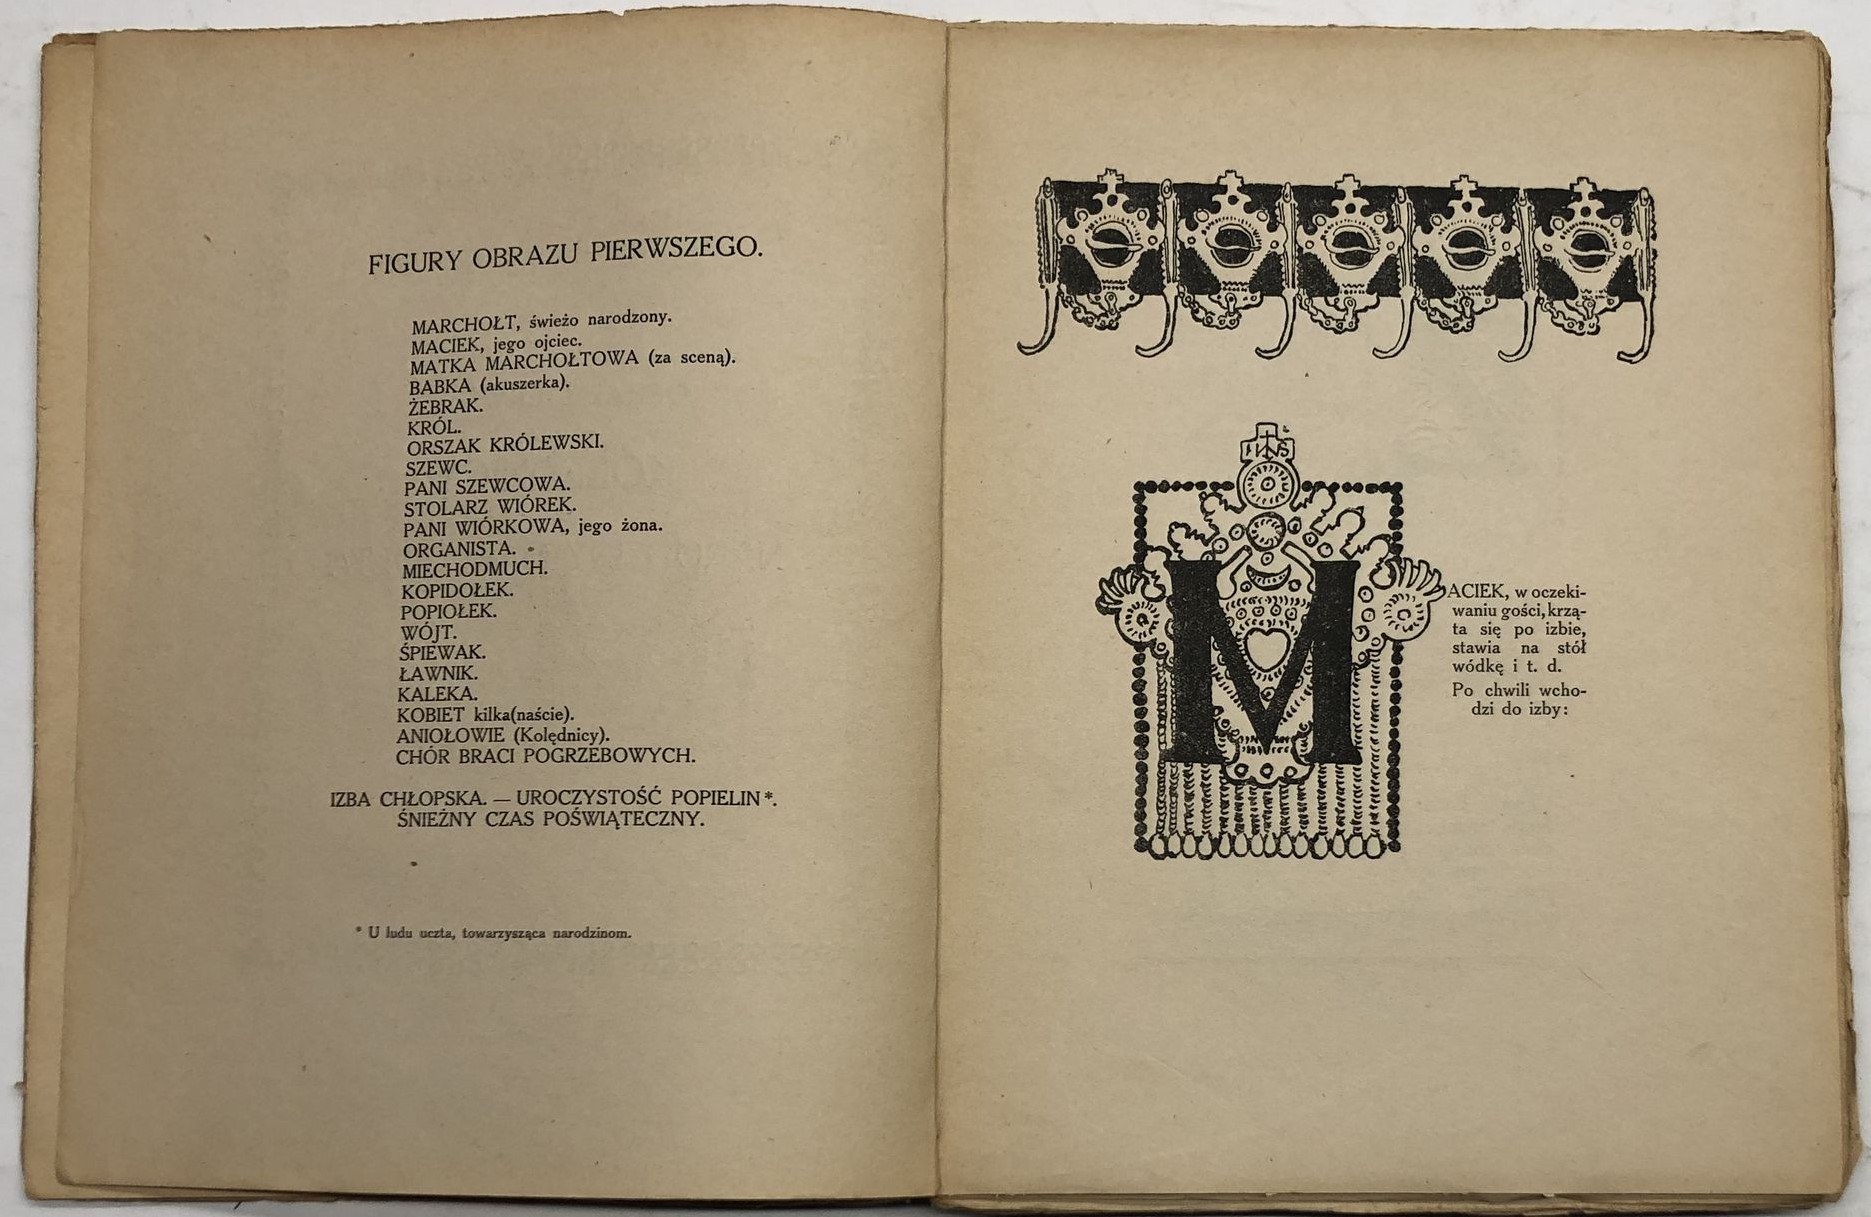 FIGURY OBRAZU PIERWSZEGO.
MARCHOŁT, świeżo narodzony.
MACIEK, jego ojciec.
MATKA MARCHOŁTOWA (za sceną).
BABKA (akuszerka).
ŻEBRAK.
KRÓL.
ORSZAK KRÓLEWSKI.
SZEWC.
PANI SZEWCOWA.
STOLARZ WIÓREK.
PANI WIÓRKOWA, jego żona.
ORGANISTA.
MIECHODMUCH.
KOPIDOŁEK.
POPIOŁEK.
WÓJT.
ŚPIEWAK.
ŁAWNIK.
KALEKA.
KOBIET kilka(naście).
ANIOŁOWIE (Kolędnicy).
CHÓR BRACI POGRZEBOWYCH.
IZBA CHŁOPSKA. — UROCZYSTOŚĆ POPIELIN*.
ŚNIEŻNY CZAS POŚWIĄTECZNY.
* U ludu uczta, towarzysząca narodzinom.
IHS
MACIEK, w oczeki-
waniu gości, krzą-
ta się po izbie,
stawia na stół
wódkę i t. d.
Po chwili wcho-
dzi do izby: